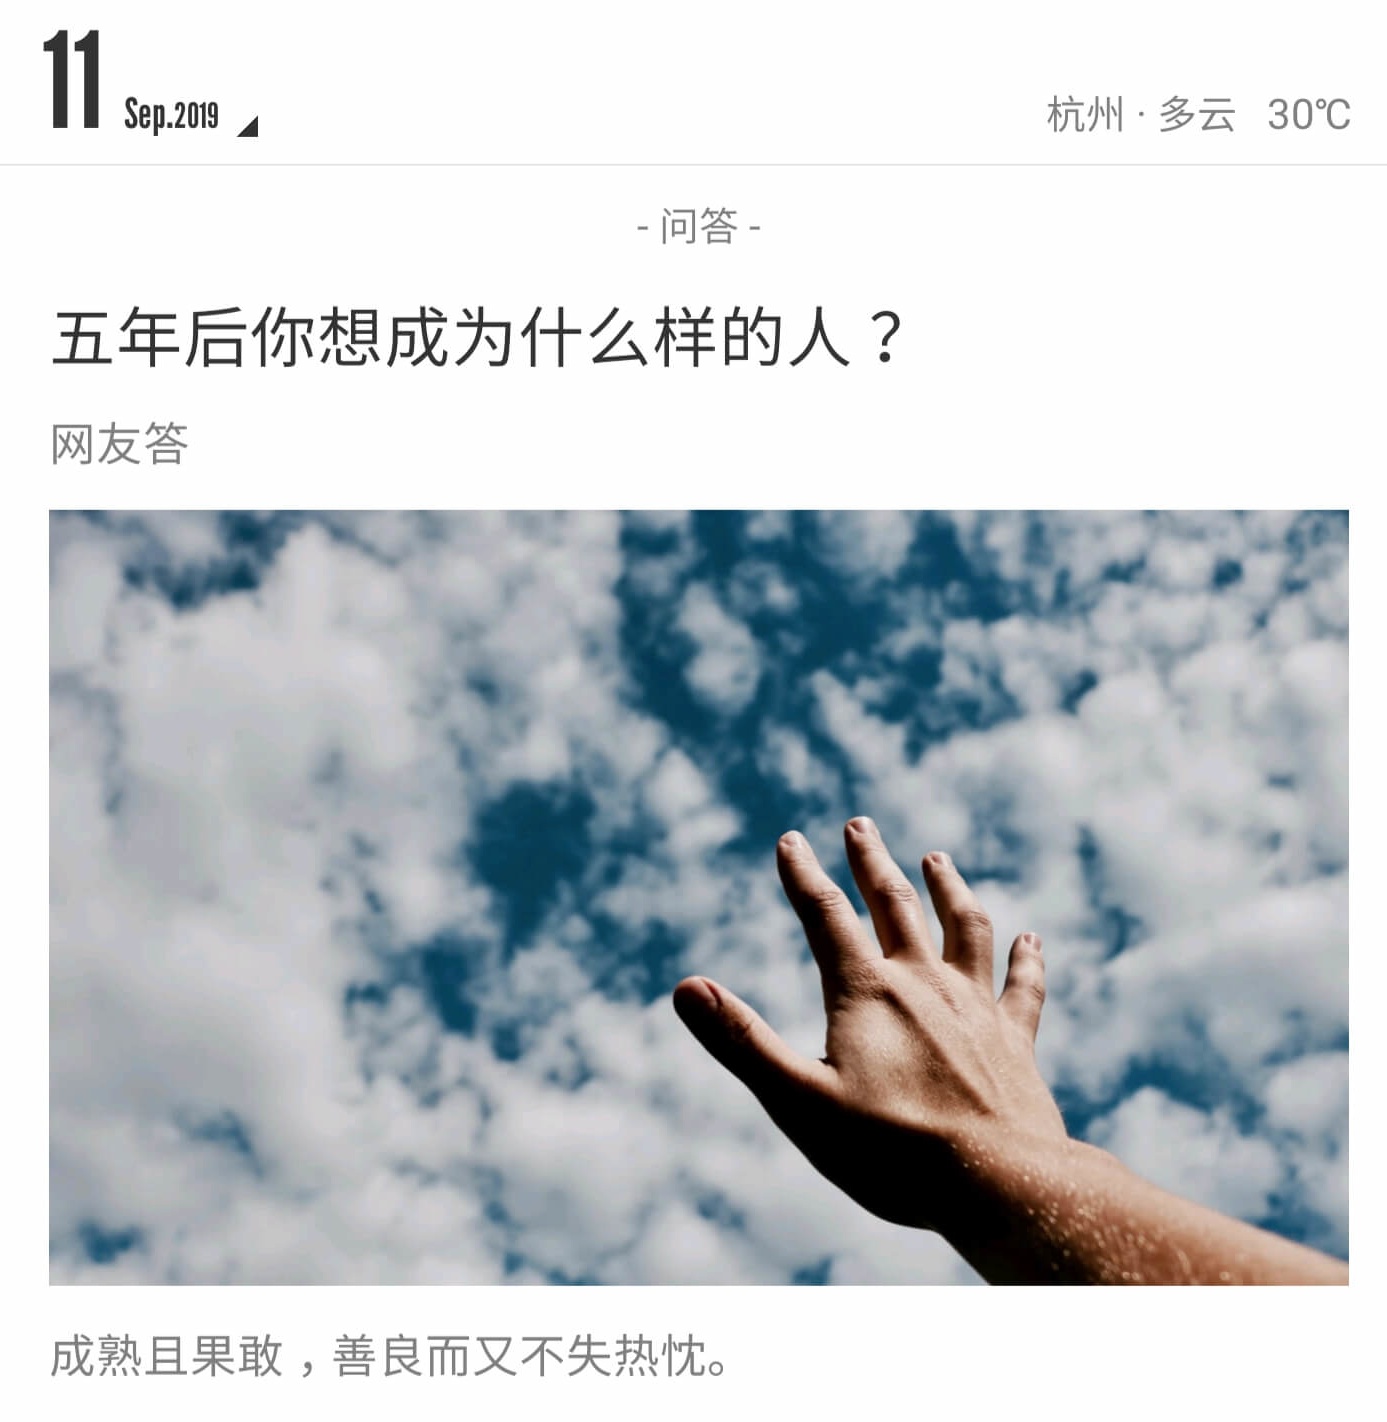 11 Sep.2019
杭州 · 多云 30℃
- 问答 -
五年后你想成为什么样的人？
网友答
成熟且果敢，善良而又不失热忱。